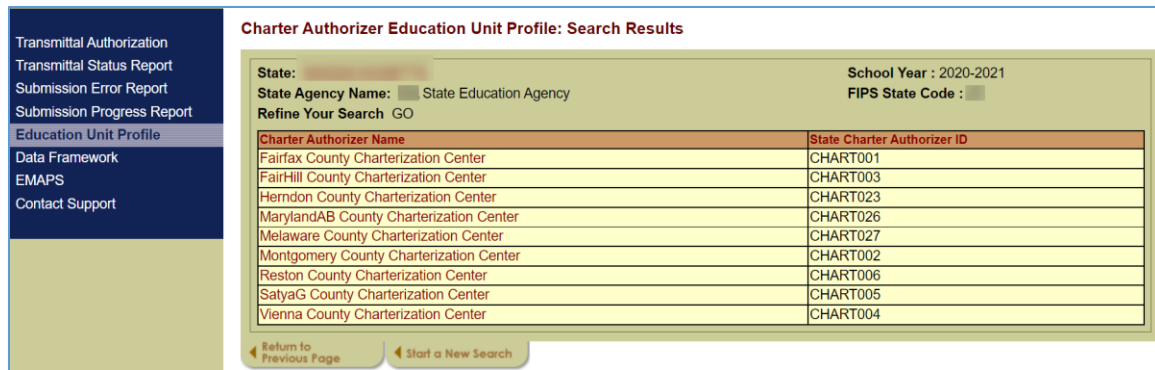 Transmittal Authorization
Transmittal Status Report
Submission Error Report
Submission Progress Report
Education Unit Profile
Data Framework
EMAPS
Contact Support
Charter Authorizer Education Unit Profile: Search Results
State:
School Year : 2020-2021
State Agency Name: State Education Agency
FIPS State Code :
Refine Your Search GO
Charter Authorizer Name State Charter Authorizer ID
Fairfax County Charterization Center CHART001
FairHill County Charterization Center CHART003
Herndon County Charterization Center CHART023
MarylandAB County Charterization Center CHART026
Melaware County Charterization Center CHART027
Montgomery County Charterization Center CHART002
Reston County Charterization Center CHART006
SatyaG County Charterization Center CHART005
Vienna County Charterization Center CHART004
Return to
Previous Page
Start a New Search